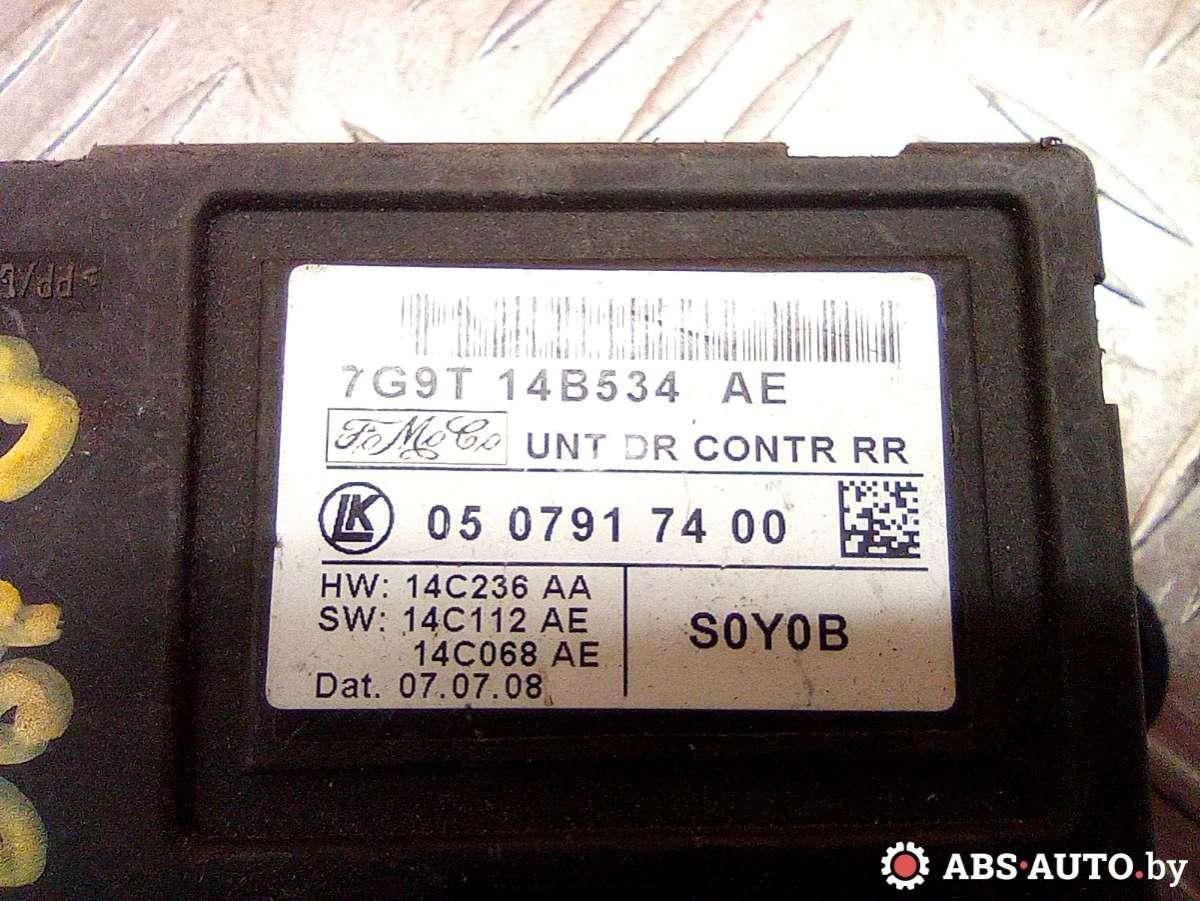 7G9T 14B534 AE
FoMoCo UNT DR CONTR RR
LK 05 0791 74 00
HW: 14C236 AA
SW: 14C112 AE
14C068 AE
Dat. 07.07.08
S0Y0B
ABS·AUTO.by